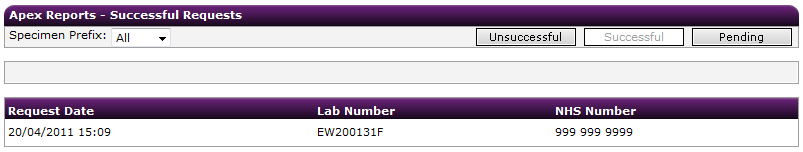 Apex Reports - Successful Requests
Specimen Prefix: All Unsuccessful Successful Pending
Request Date Lab Number NHS Number
20/04/2011 15:09 EW200131F 999 999 9999